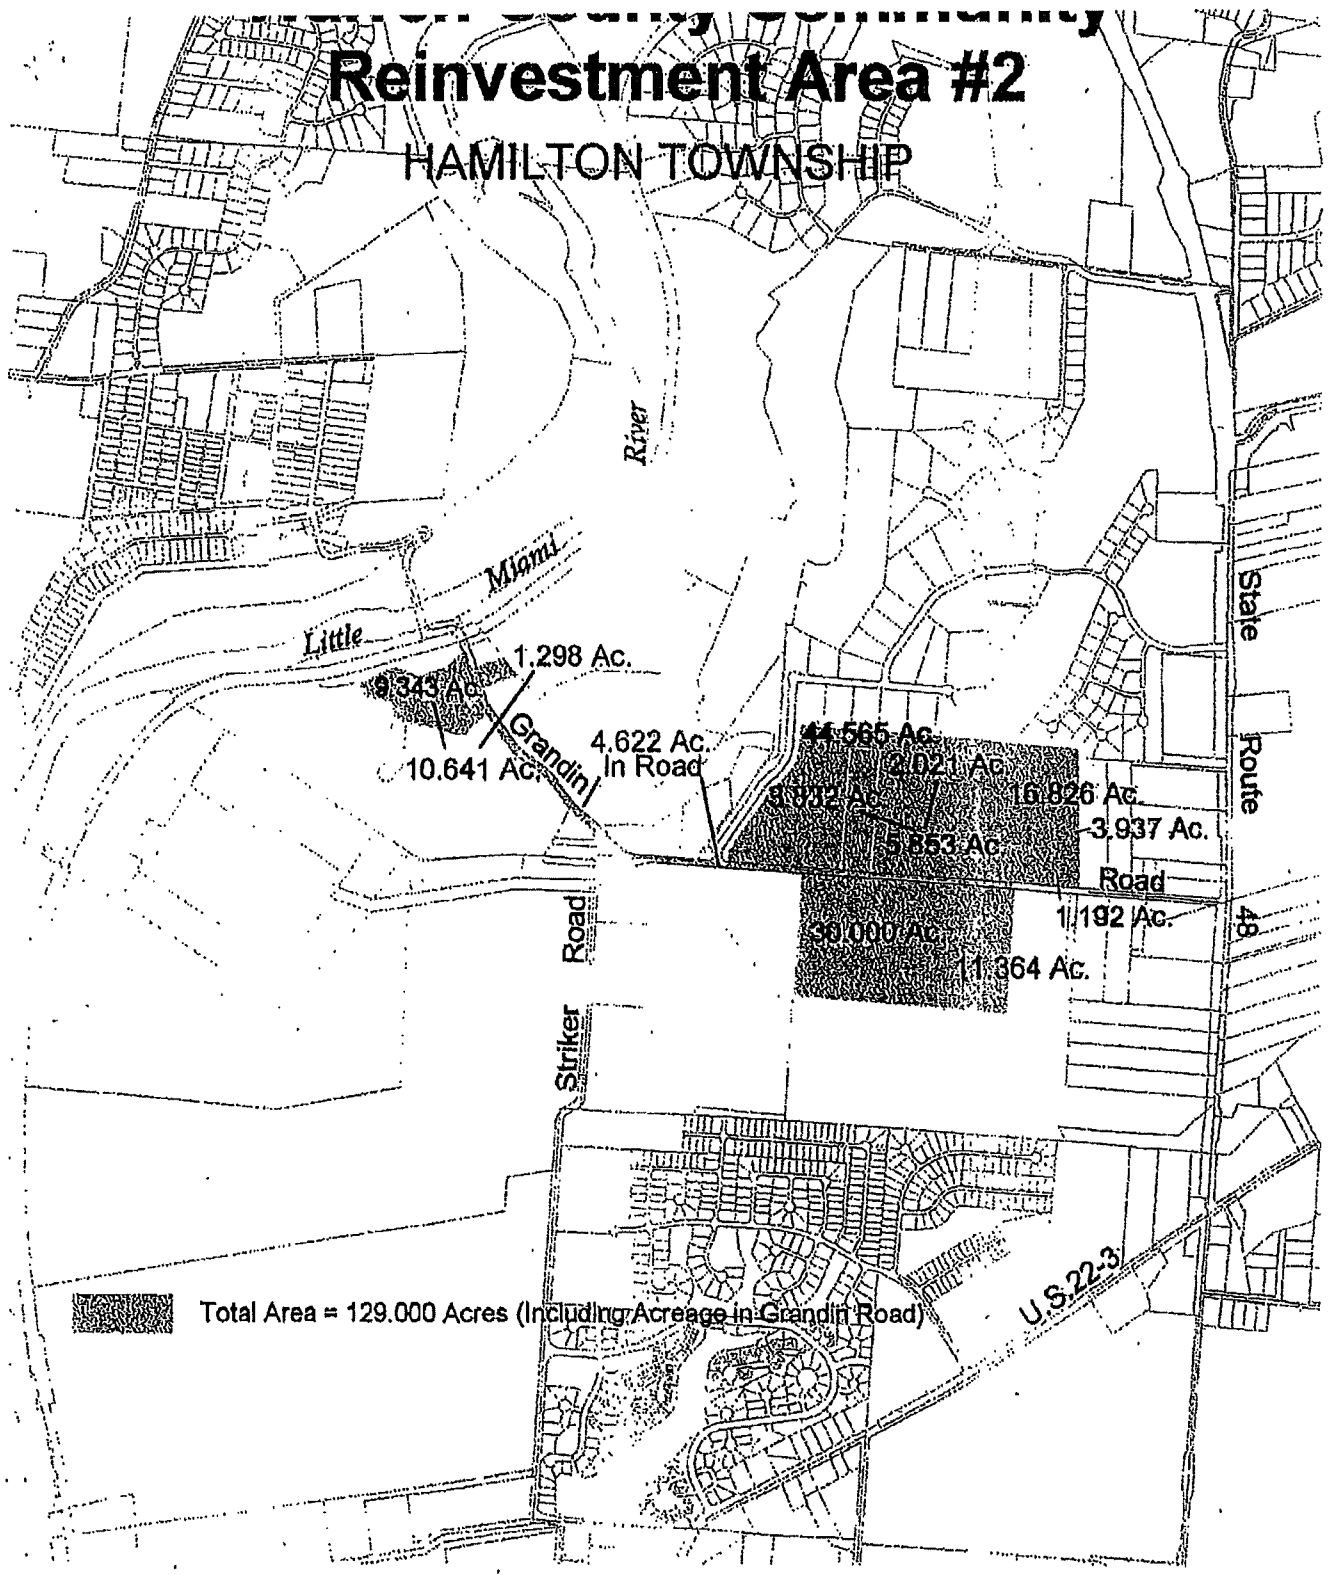 Reinvestment Area #2
HAMILTON TOWNSHIP
River
Miami
Little
1.298 Ac.
9.343 Ac.
Grandin
10.641 Ac.
4.622 Ac.
In Road
44.565 Ac.
2.021 Ac.
3.832 Ac.
16.826 Ac.
3.937 Ac.
5.853 Ac.
Road
1.192 Ac.
30.000 Ac.
11.364 Ac.
State Route 48
Striker Road
U.S.22-3
Total Area = 129.000 Acres (Including Acreage in Grandin Road)